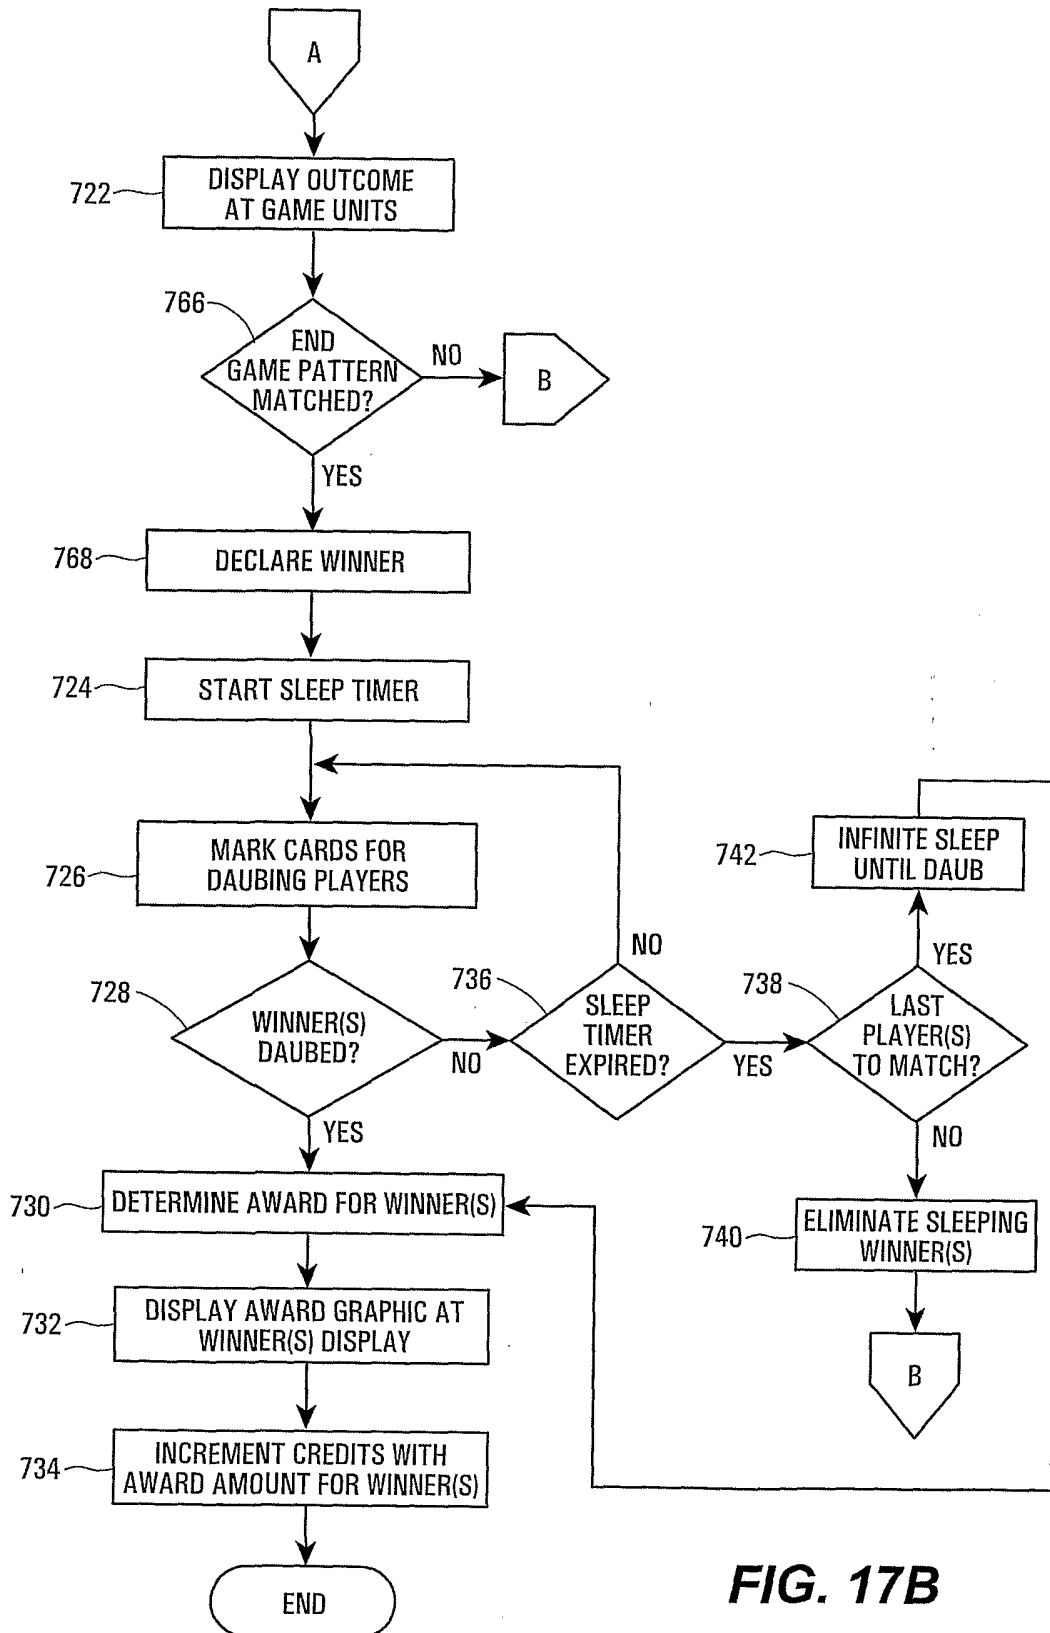 A
722
DISPLAY OUTCOME
AT GAME UNITS
766
END
GAME PATTERN
MATCHED?
NO
B
YES
768
DECLARE WINNER
724
START SLEEP TIMER
726
MARK CARDS FOR
DAUBING PLAYERS
742
INFINITE SLEEP
UNTIL DAUB
728
WINNER(S)
DAUBED?
NO
736
SLEEP
TIMER
EXPIRED?
NO
YES
738
LAST
PLAYER(S)
TO MATCH?
YES
NO
YES
730
DETERMINE AWARD FOR WINNER(S)
740
ELIMINATE SLEEPING
WINNER(S)
732
DISPLAY AWARD GRAPHIC AT
WINNER(S) DISPLAY
B
734
INCREMENT CREDITS WITH
AWARD AMOUNT FOR WINNER(S)
END
FIG. 17B